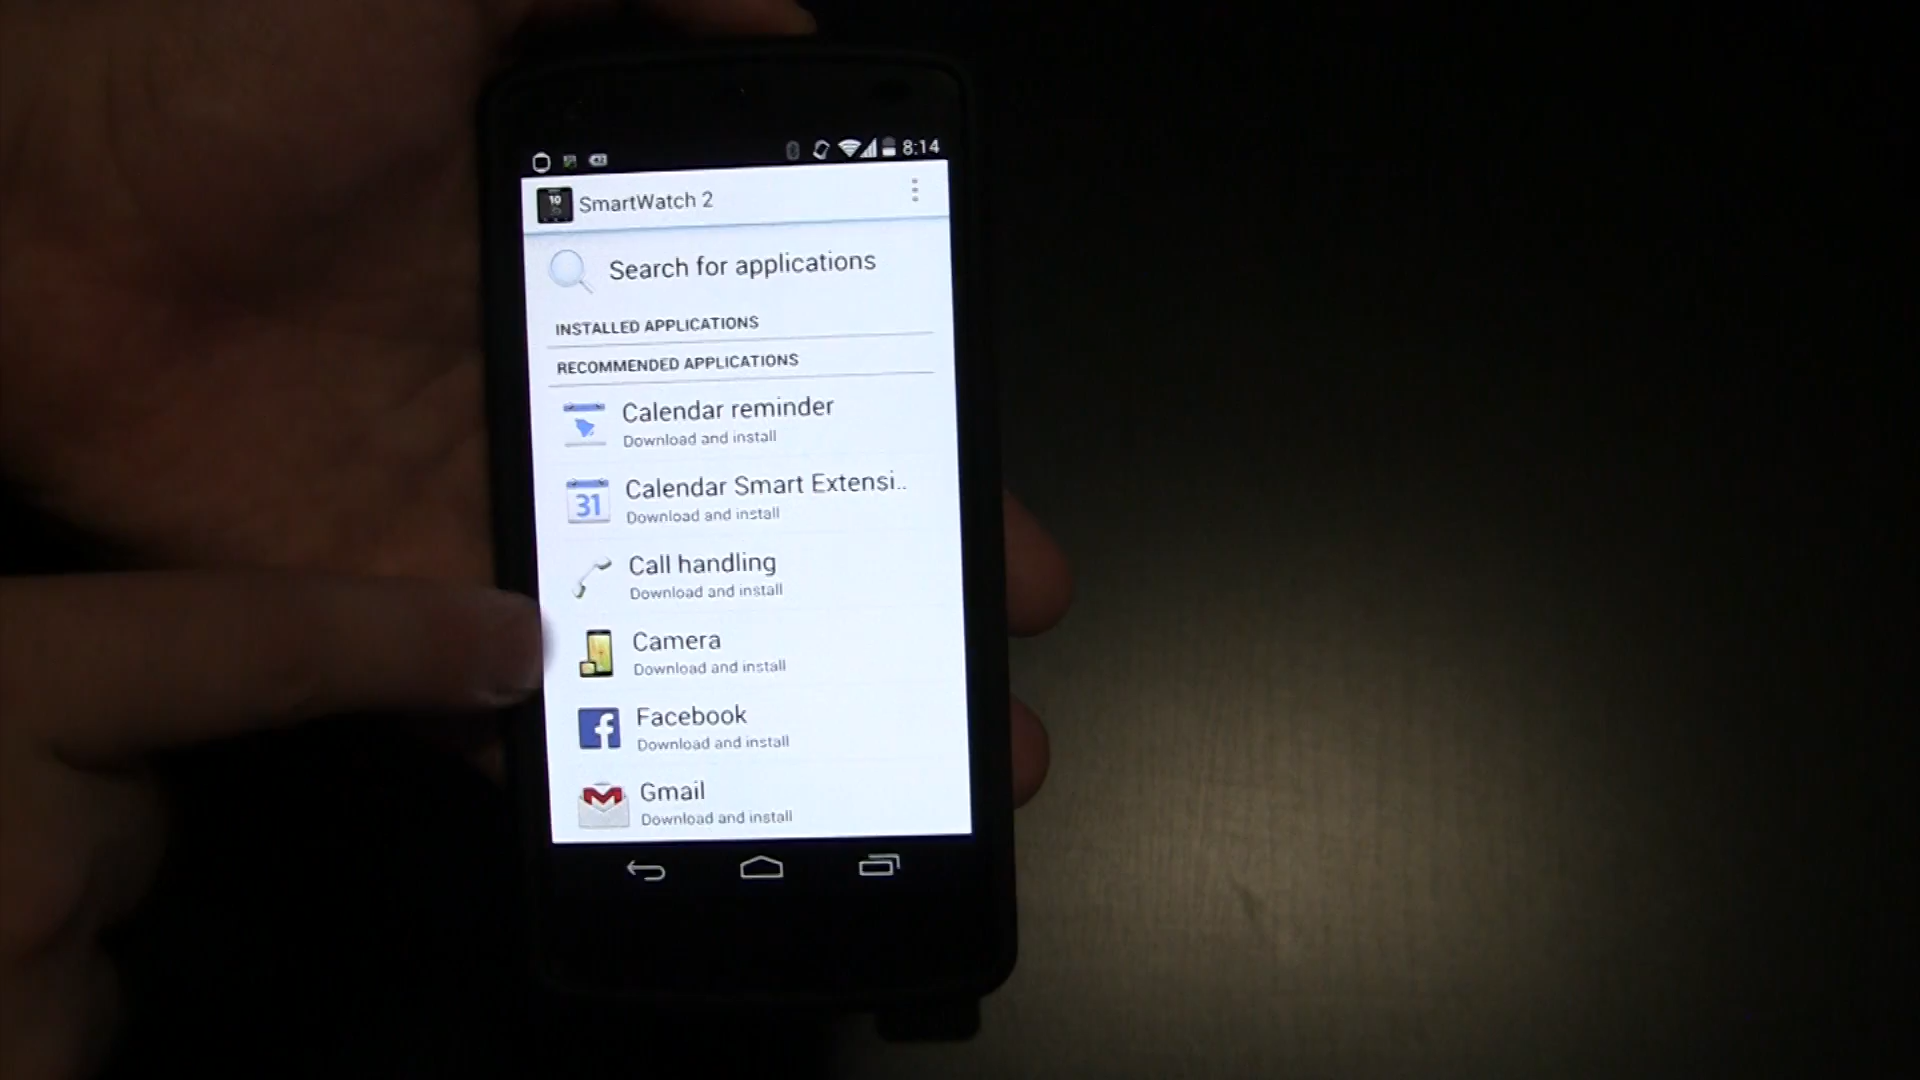 8:14
10
SmartWatch 2
Search for applications
INSTALLED APPLICATIONS
RECOMMENDED APPLICATIONS
Calendar reminder
Download and install
31
Calendar Smart Extensi..
Download and install
Call handling
Download and install
Camera
Download and install
f
Facebook
Download and install
Gmail
Download and install